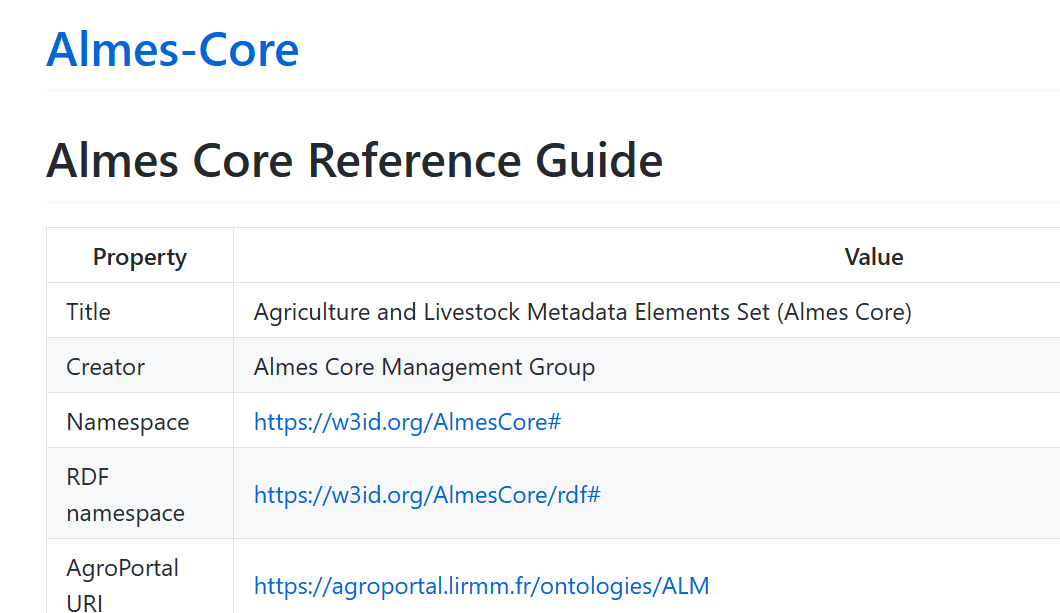 Almes-Core
Almes Core Reference Guide
Property Value
Title Agriculture and Livestock Metadata Elements Set (Almes Core)
Creator Almes Core Management Group
Namespace https://w3id.org/AlmesCore#
RDF
namespace https://w3id.org/AlmesCore/rdf#
AgroPortal
URI https://agroportal.lirmm.fr/ontologies/ALM